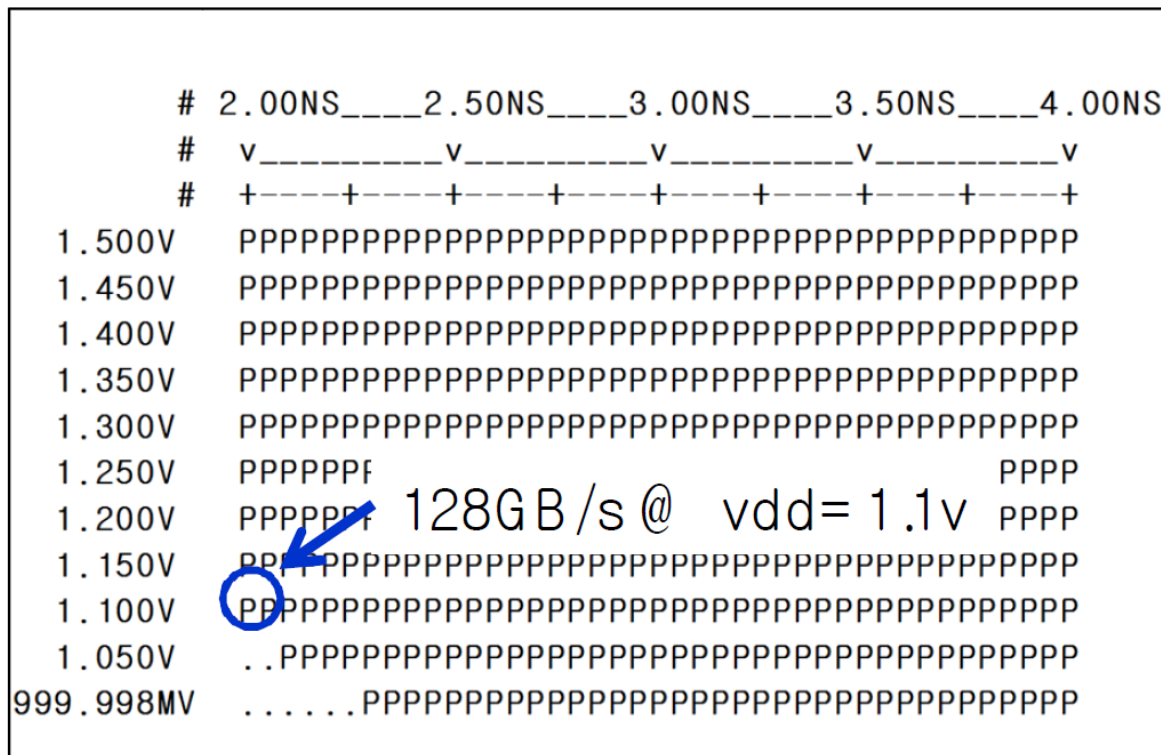 # 2.00NS____2.50NS____3.00NS____3.50NS____4.00NS
# v_________v_________v_________v_________v
# +----+----+----+----+----+----+----+----+
1.500V PPPPPPPPPPPPPPPPPPPPPPPPPPPPPPPPPPPPPPPPP
1.450V PPPPPPPPPPPPPPPPPPPPPPPPPPPPPPPPPPPPPPPPP
1.400V PPPPPPPPPPPPPPPPPPPPPPPPPPPPPPPPPPPPPPPPP
1.350V PPPPPPPPPPPPPPPPPPPPPPPPPPPPPPPPPPPPPPPPP
1.300V PPPPPPPPPPPPPPPPPPPPPPPPPPPPPPPPPPPPPPPPP
1.250V PPPPPPP PPPP
1.200V PPPPPPP PPPP
128GB/s@ vdd=1.1v
1.150V PPPPPPPPPPPPPPPPPPPPPPPPPPPPPPPPPPPPPPPPP
1.100V PPPPPPPPPPPPPPPPPPPPPPPPPPPPPPPPPPPPPPPPP
1.050V ..PPPPPPPPPPPPPPPPPPPPPPPPPPPPPPPPPPPPPPP
999.998MV ......PPPPPPPPPPPPPPPPPPPPPPPPPPPPPPPPPPP